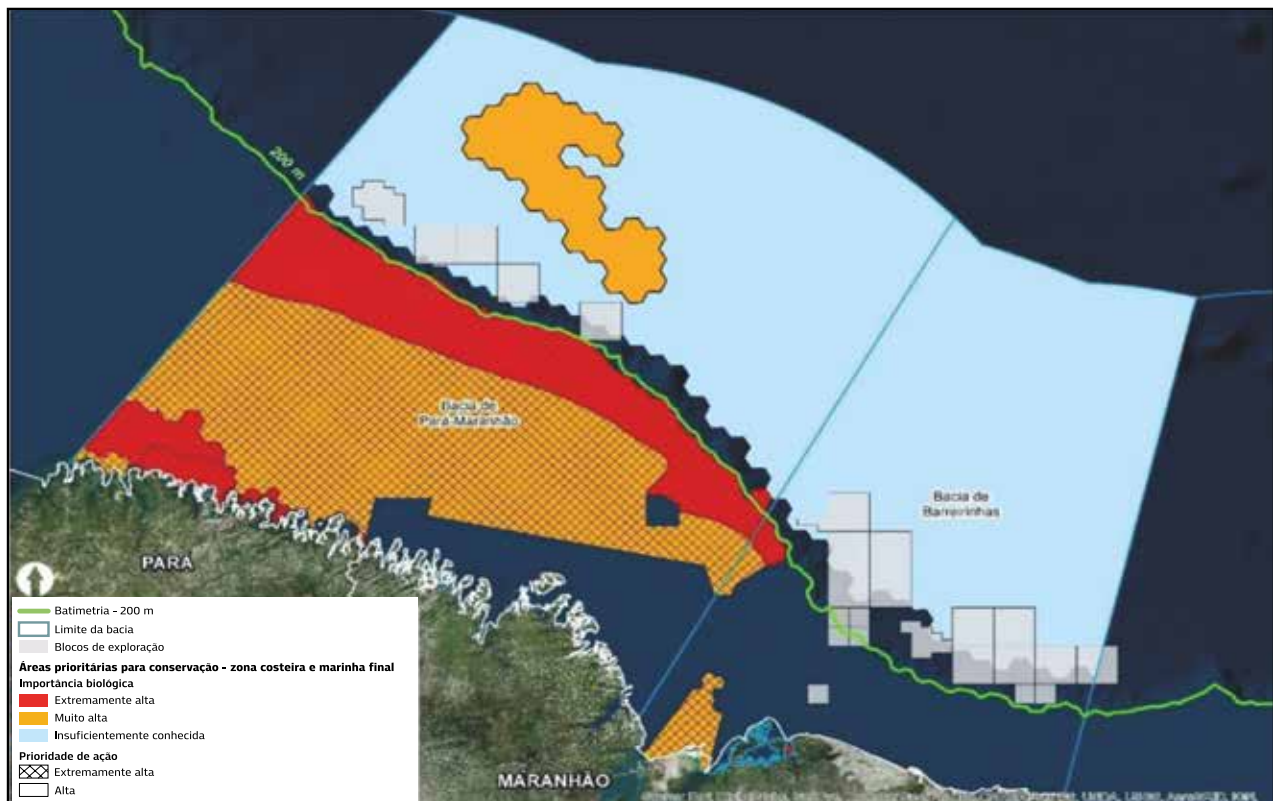 200 m
Bacia de
Pará-Maranhão
Bacia de
Barreirinhas
PARÁ
MARANHÃO
Batimetria - 200 m
Limite da bacia
Blocos de exploração
Áreas prioritárias para conservação - zona costeira e marinha final
Importância biológica
Extremamente alta
Muito alta
Insuficientemente conhecida
Prioridade de ação
Extremamente alta
Alta